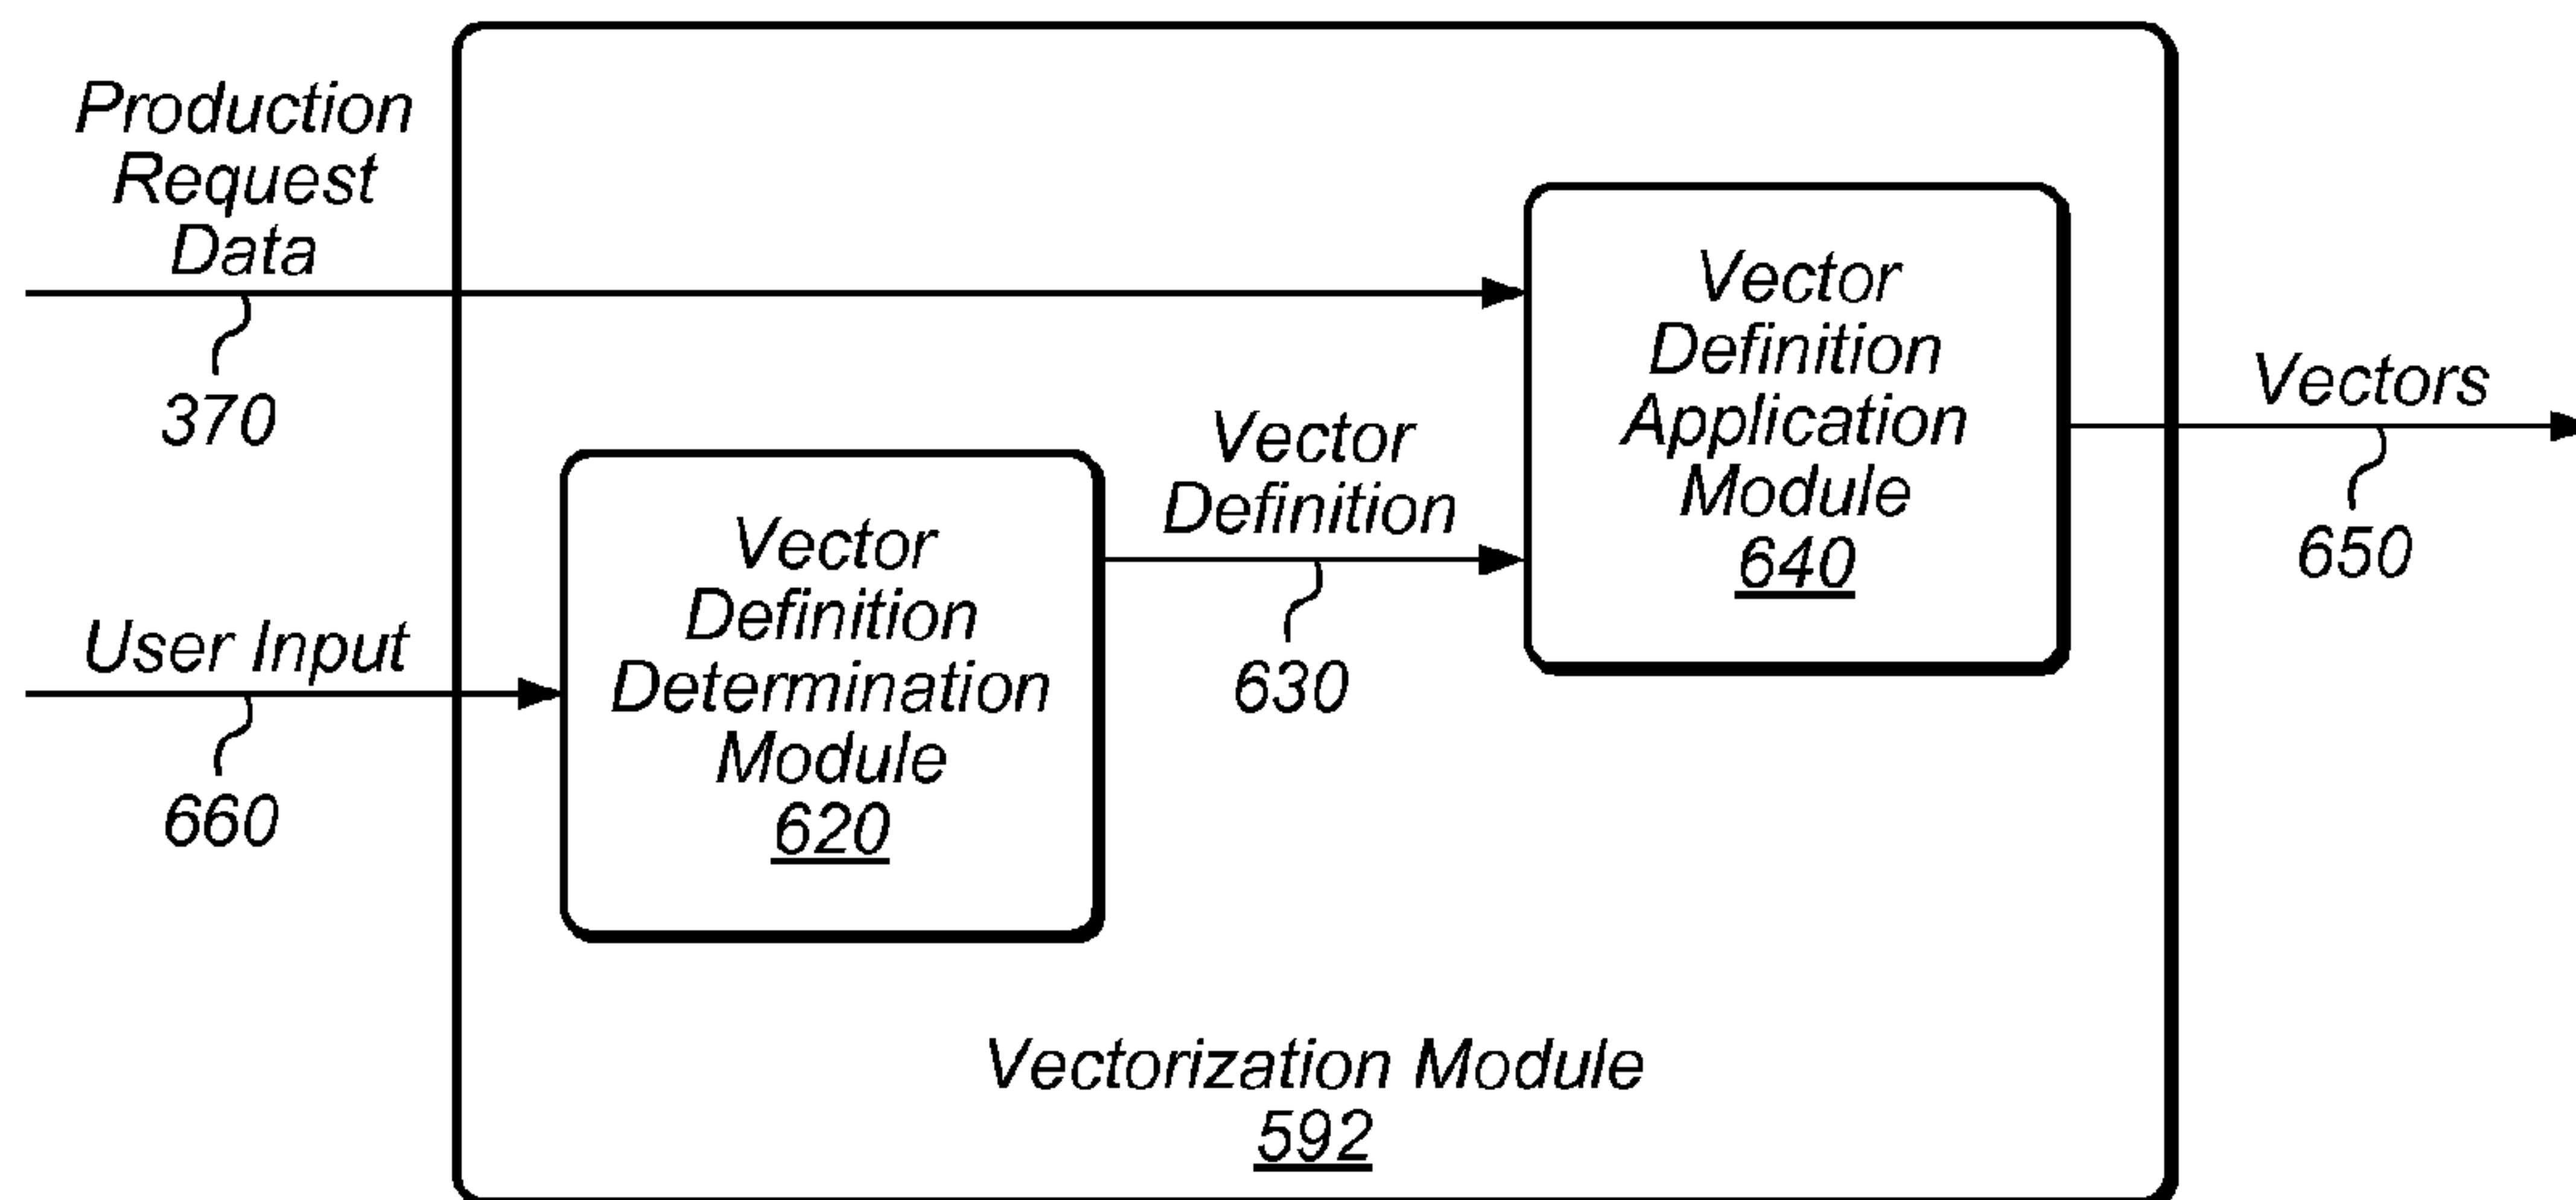 Production
Request
Data
370
User Input
660
Vector
Definition
Determination
Module
620
Vector
Definition
630
Vector
Definition
Application
Module
640
Vectors
650
Vectorization Module
592